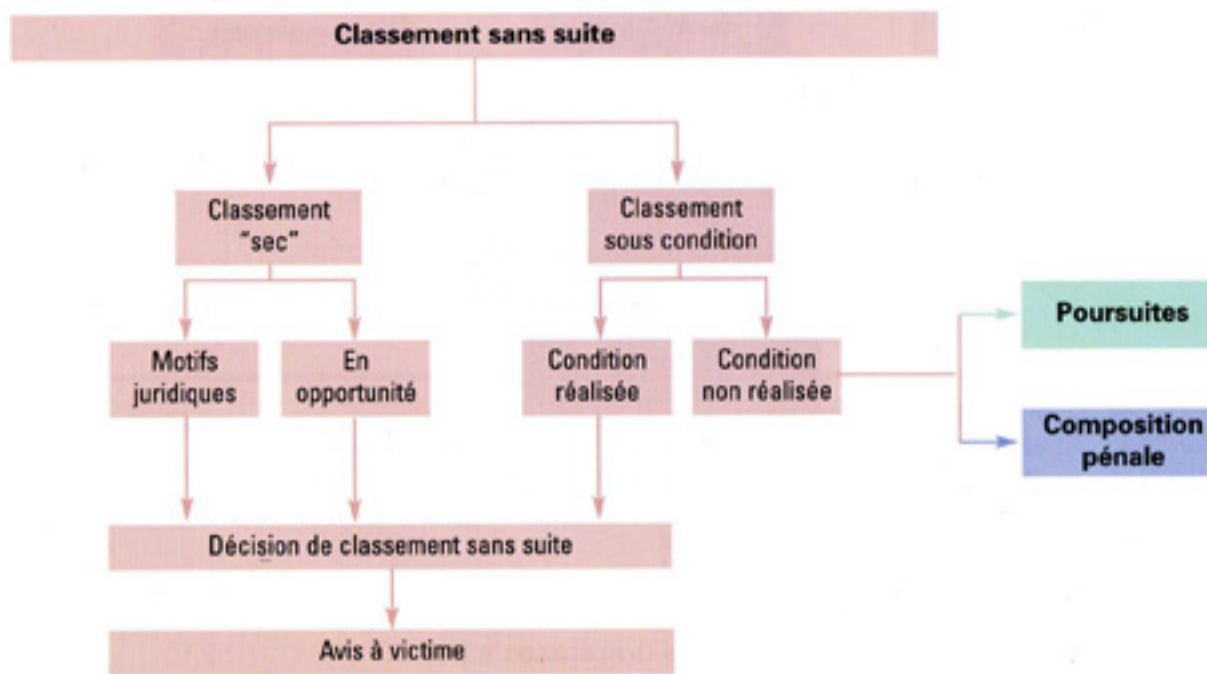 Classement sans suite
Classement
"sec"
Classement
sous condition
Poursuites
Motifs
juridiques
En
opportunité
Condition
réalisée
Condition
non réalisée
Composition
pénale
Décision de classement sans suite
Avis à victime